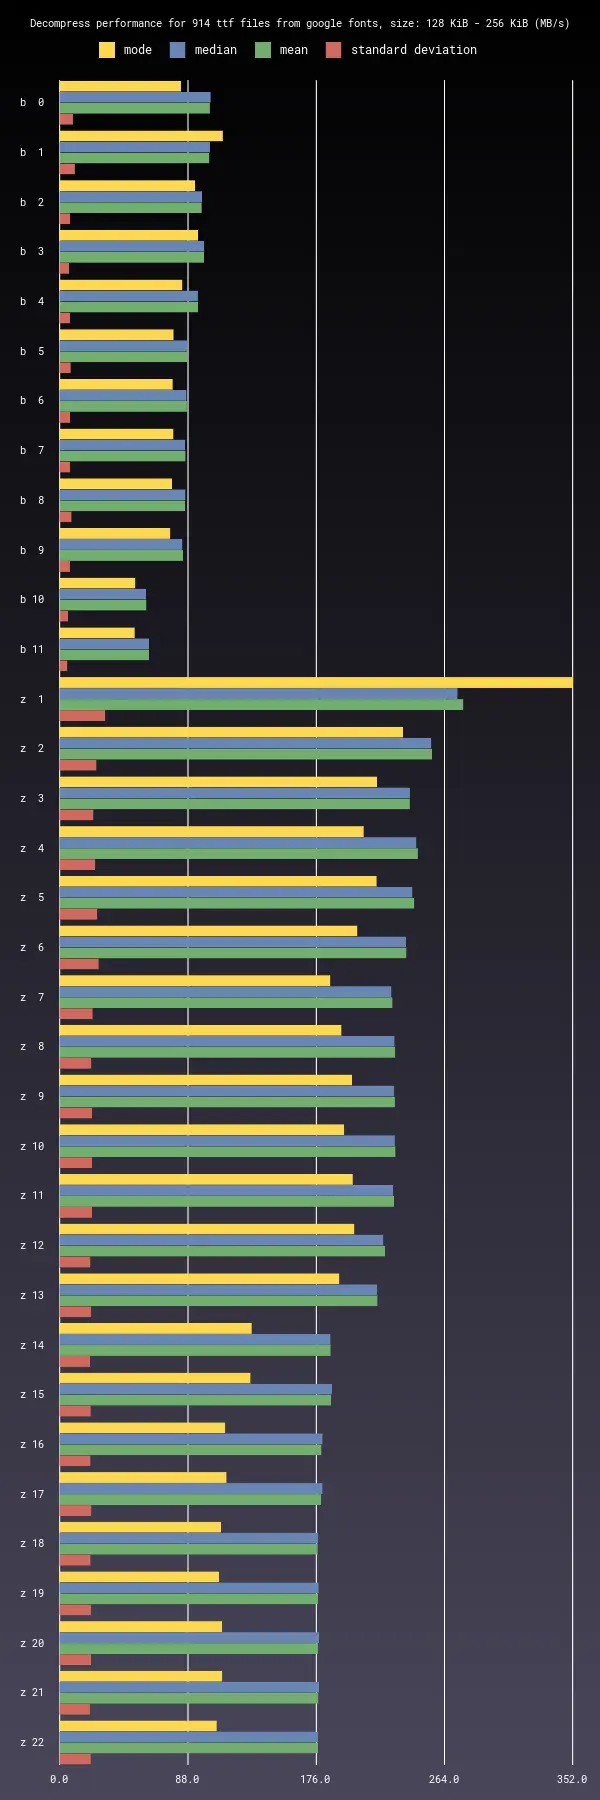 Decompress performance for 914 ttf files from google fonts, size: 128 KiB - 256 KiB (MB/s)
mode median mean standard deviation
b 0
b 1
b 2
b 3
b 4
b 5
b 6
b 7
b 8
b 9
b 10
b 11
z 1
z 2
z 3
z 4
z 5
z 6
z 7
z 8
z 9
z 10
z 11
z 12
z 13
z 14
z 15
z 16
z 17
z 18
z 19
z 20
z 21
z 22
0.0 88.0 176.0 264.0 352.0